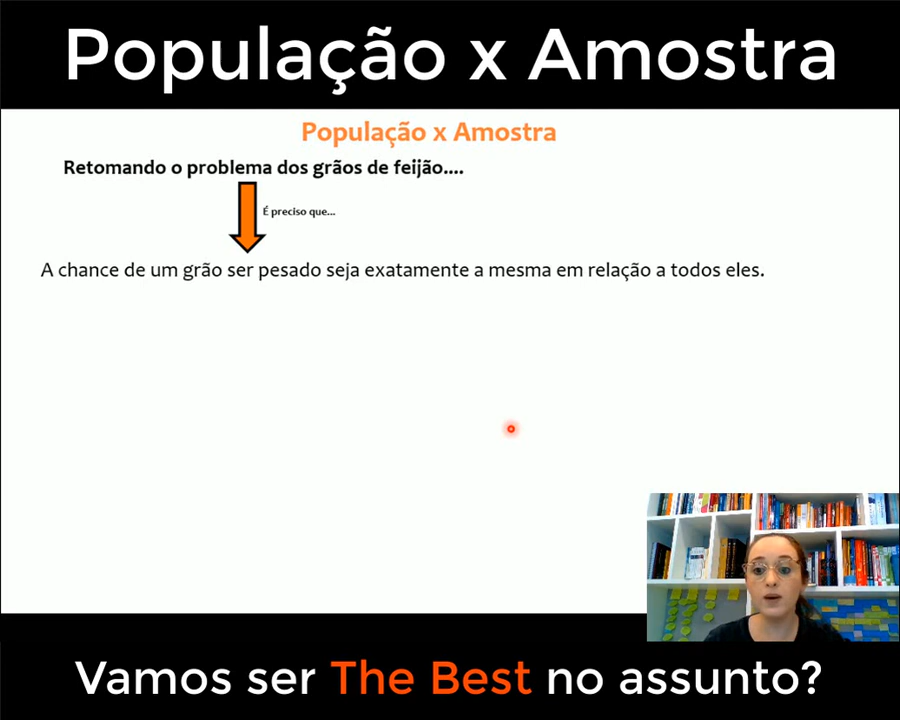 População x Amostra
População x Amostra
Retomando o problema dos grãos de feijão....
É preciso que...
A chance de um grão ser pesado seja exatamente a mesma em relação a todos eles.
Vamos ser The Best no assunto?